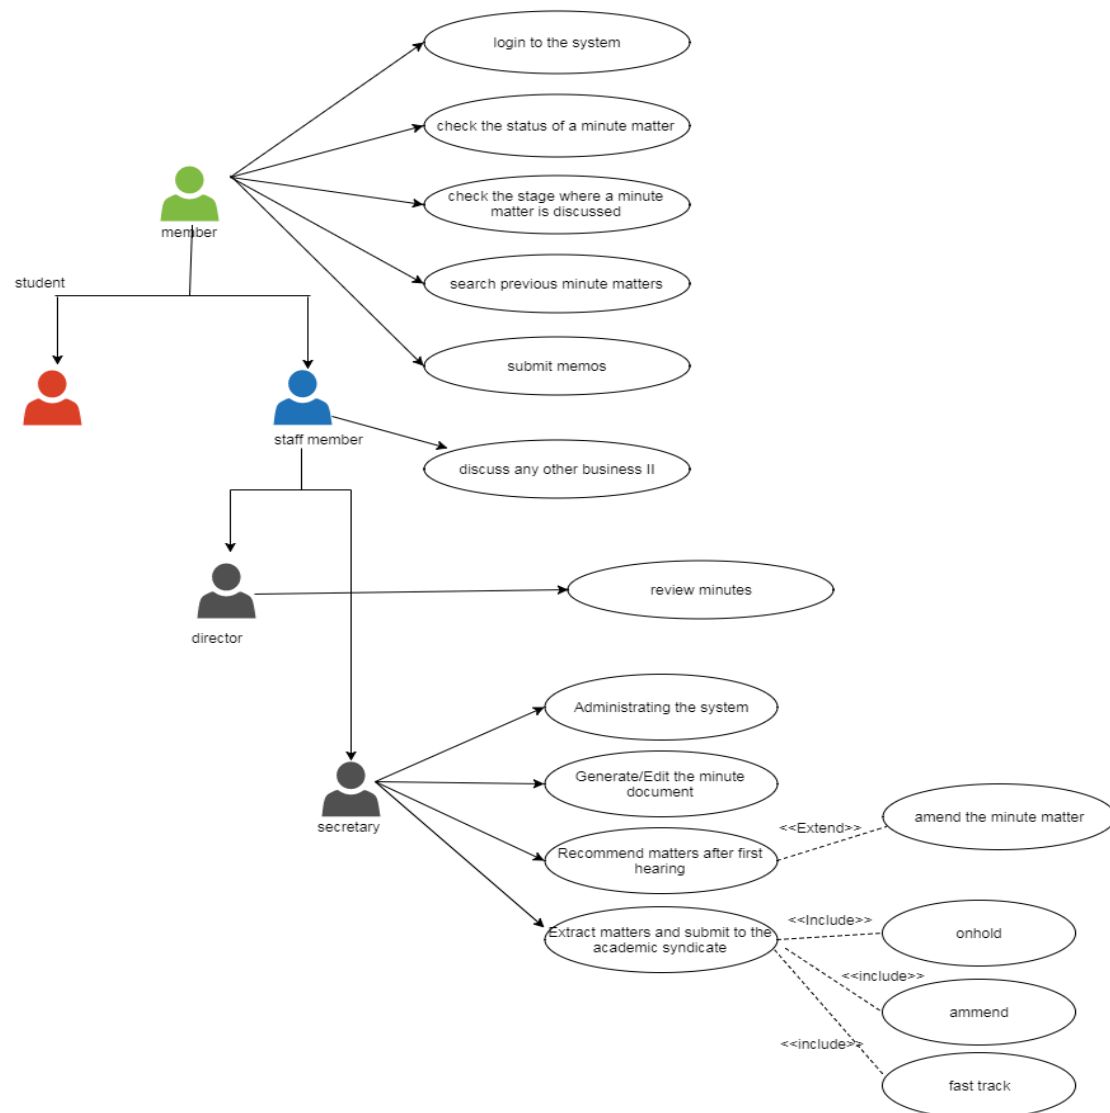 login to the system
check the status of a minute matter
check the stage where a minute
matter is discussed
member
student
search previous minute matters
submit memos
staff member
discuss any other business II
review minutes
director
Administrating the system
Generate/Edit the minute
document
secretary
amend the minute matter
<<Extend>>
Recommend matters after first
hearing
<<Include>>
Extract matters and submit to the
academic syndicate
onhold
<<include>>
ammend
<<include>>
fast track